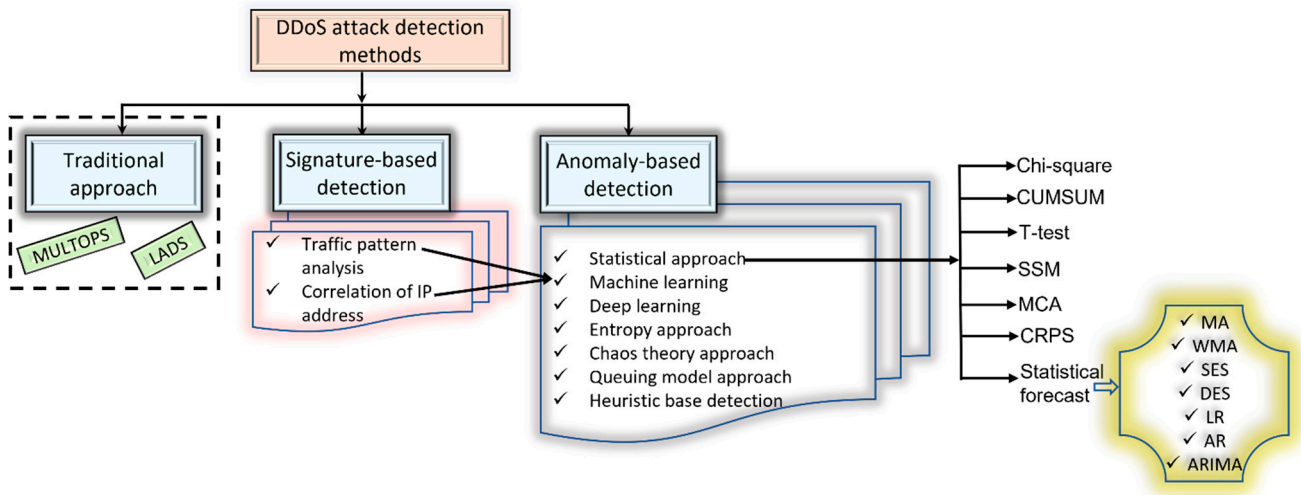 DDoS attack detection
methods
Traditional
approach
MULTOPS
LADS
Signature-based
detection
Traffic pattern
analysis
Correlation of IP
address
Anomaly-based
detection
Statistical approach
Machine learning
Deep learning
Entropy approach
Chaos theory approach
Queuing model approach
Heuristic base detection
Chi-square
CUMSUM
T-test
SSM
MCA
CRPS
Statistical
forecast
MA
WMA
SES
DES
LR
AR
ARIMA